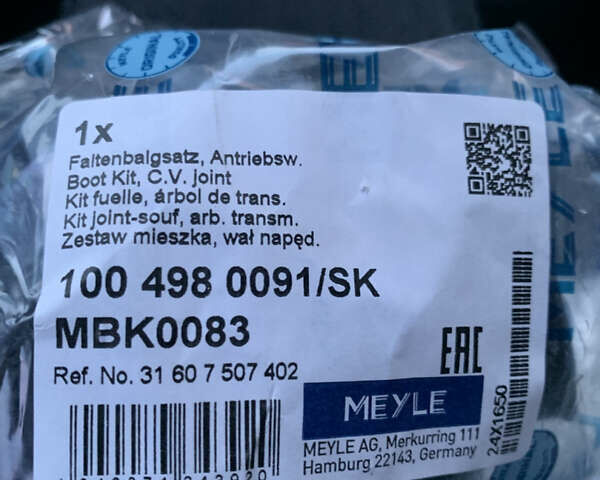 1x
Faltenbalgsatz, Antriebsw.
Boot Kit, C.V. joint
Kit fuelle, árbol de trans.
Kit joint-souf, arb. transm.
Zestaw mieszka, wał napęd.
100 498 0091/SK
MBK0083
Ref. No. 31 60 7 507 402
EAC
MEYLE
MEYLE AG, Merkurring 111
Hamburg 22143, Germany
24X1650
MEYLE